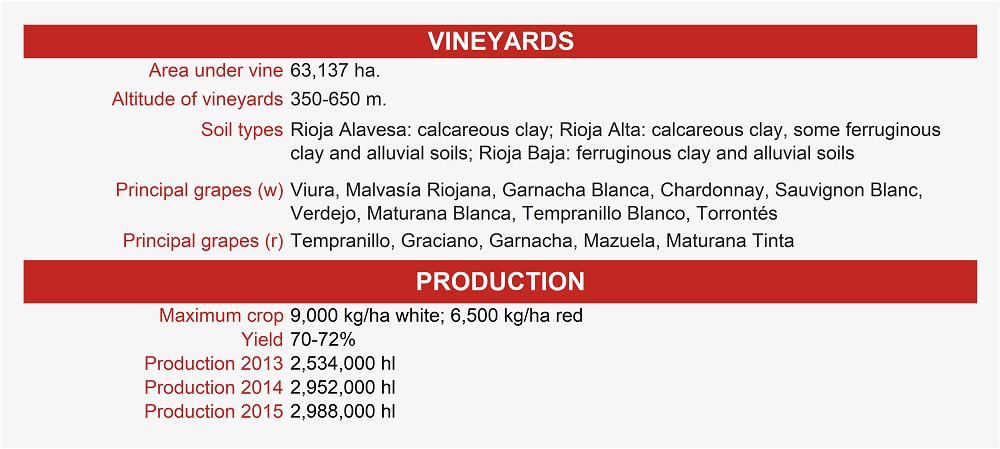 VINEYARDS
Area under vine 63,137 ha.
Altitude of vineyards 350-650 m.
Soil types Rioja Alavesa: calcareous clay; Rioja Alta: calcareous clay, some ferruginous
clay and alluvial soils; Rioja Baja: ferruginous clay and alluvial soils
Principal grapes (w) Viura, Malvasía Riojana, Garnacha Blanca, Chardonnay, Sauvignon Blanc,
Verdejo, Maturana Blanca, Tempranillo Blanco, Torrontés
Principal grapes (r) Tempranillo, Graciano, Garnacha, Mazuela, Maturana Tinta
PRODUCTION
Maximum crop 9,000 kg/ha white; 6,500 kg/ha red
Yield 70-72%
Production 2013 2,534,000 hl
Production 2014 2,952,000 hl
Production 2015 2,988,000 hl